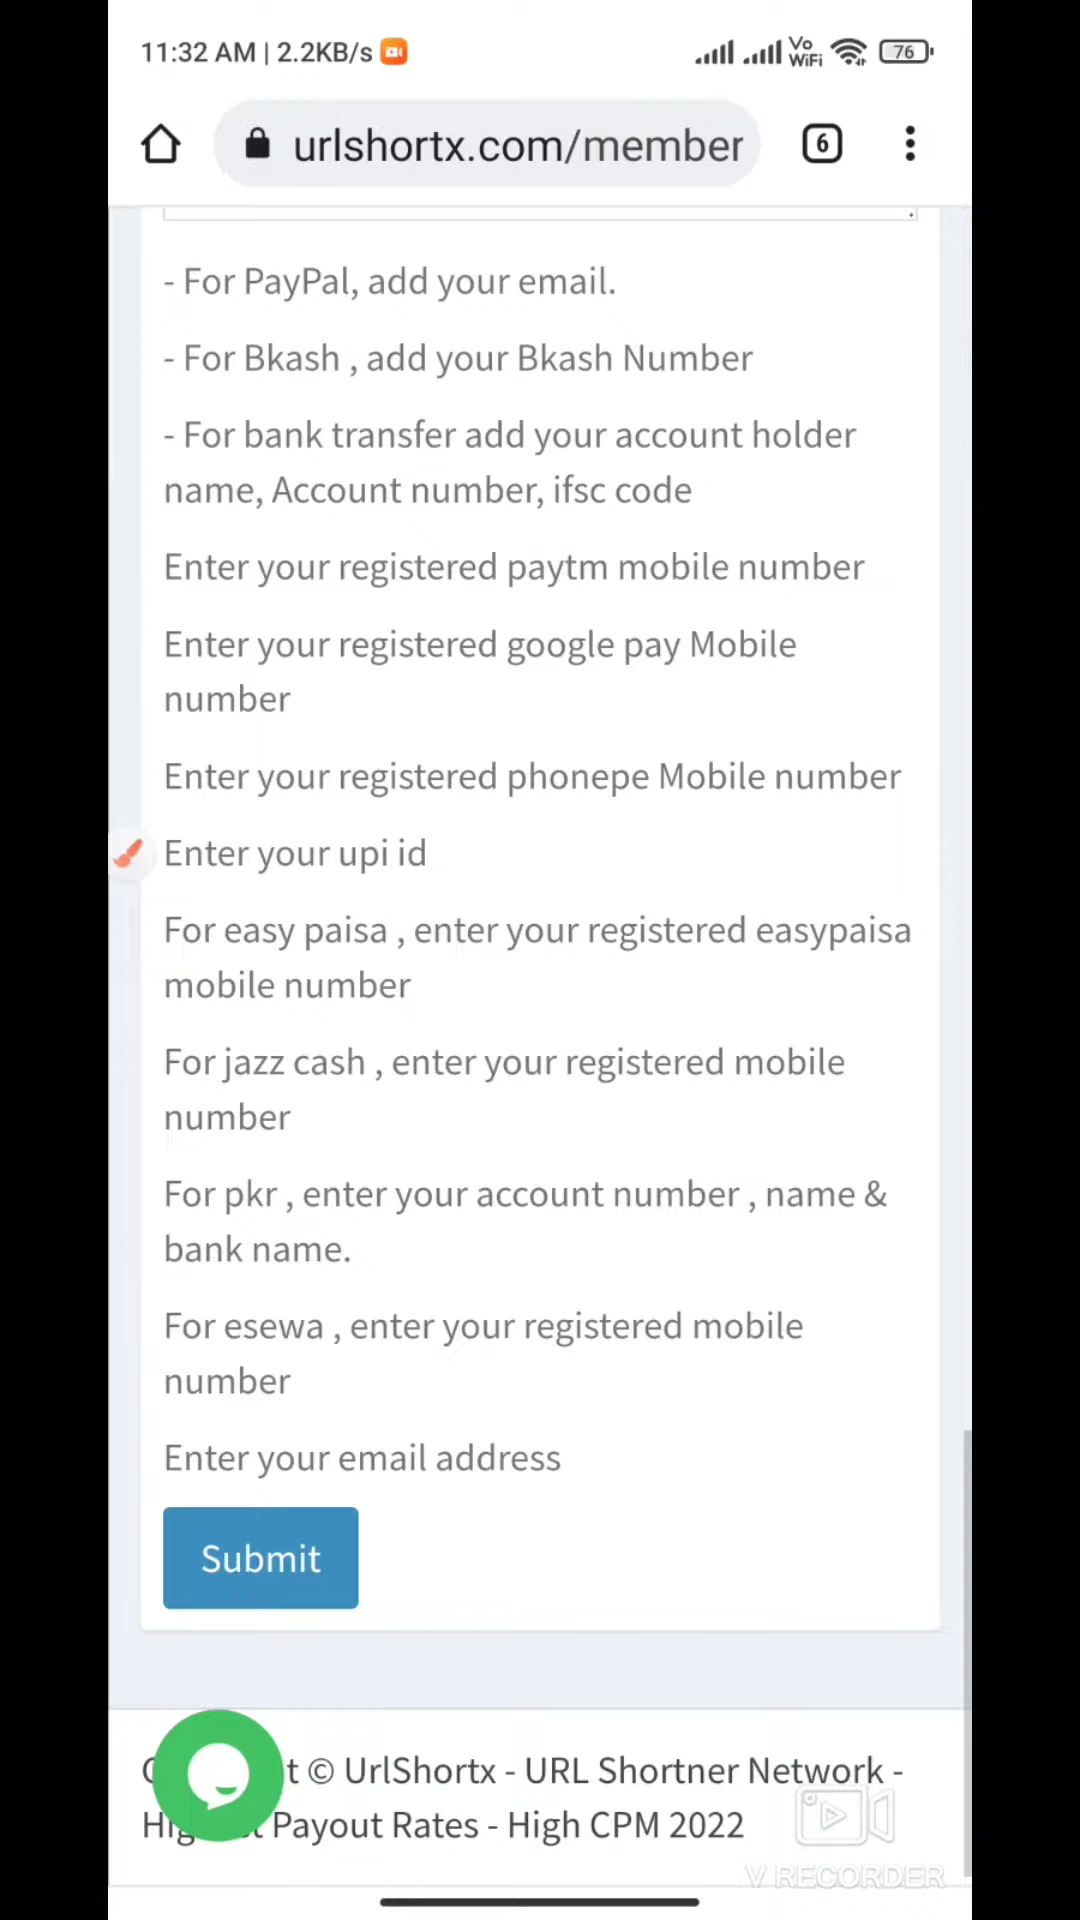 11:32 AM | 2.2KB/s
Vo
WiFi
76
urlshortx.com/member
6
- For PayPal, add your email.
- For Bkash , add your Bkash Number
- For bank transfer add your account holder
name, Account number, ifsc code
Enter your registered paytm mobile number
Enter your registered google pay Mobile
number
Enter your registered phonepe Mobile number
Enter your upi id
For easy paisa , enter your registered easypaisa
mobile number
For jazz cash , enter your registered mobile
number
For pkr , enter your account number , name &
bank name.
For esewa , enter your registered mobile
number
Enter your email address
Submit
© UrlShortx - URL Shortner Network -
Payout Rates - High CPM 2022
V RECORDER